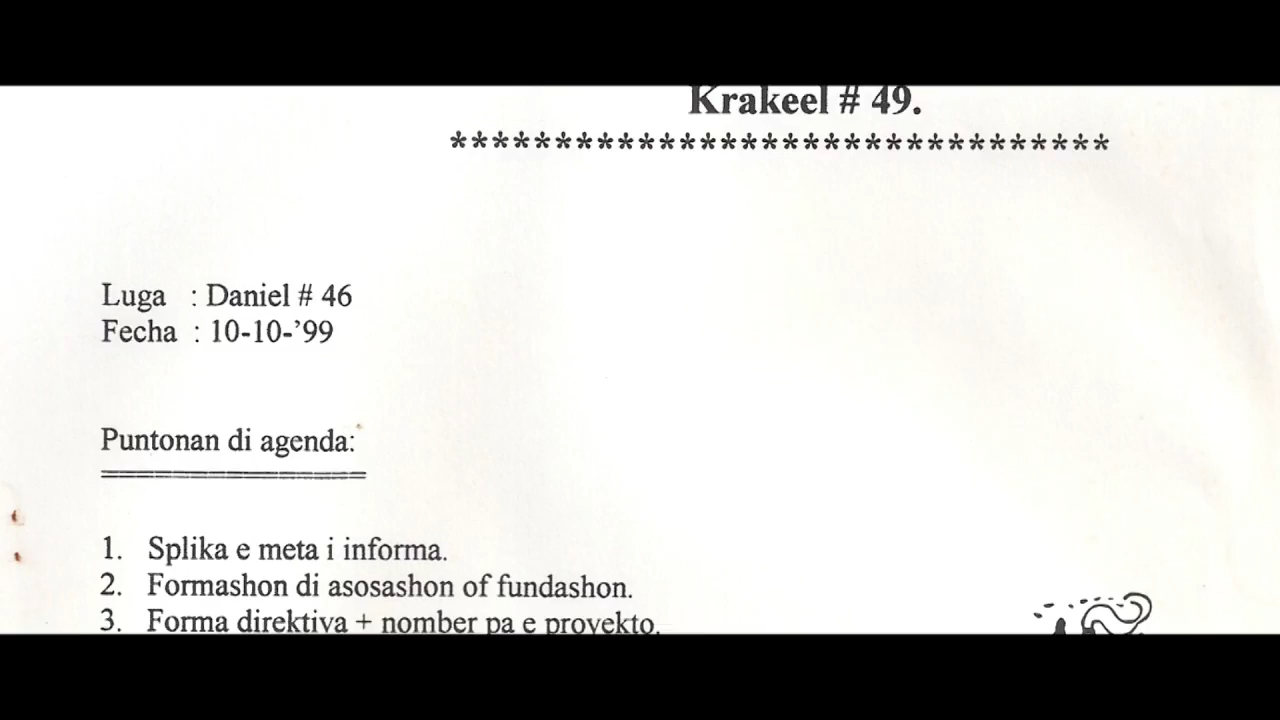 Krakeel # 49.
********************************
Luga : Daniel # 46
Fecha : 10-10-'99
Puntonan di agenda:
===================
1. Splika e meta i informa.
2. Formashon di asosashon of fundashon.
3. Forma direktiva + nomber pa e proyekto.